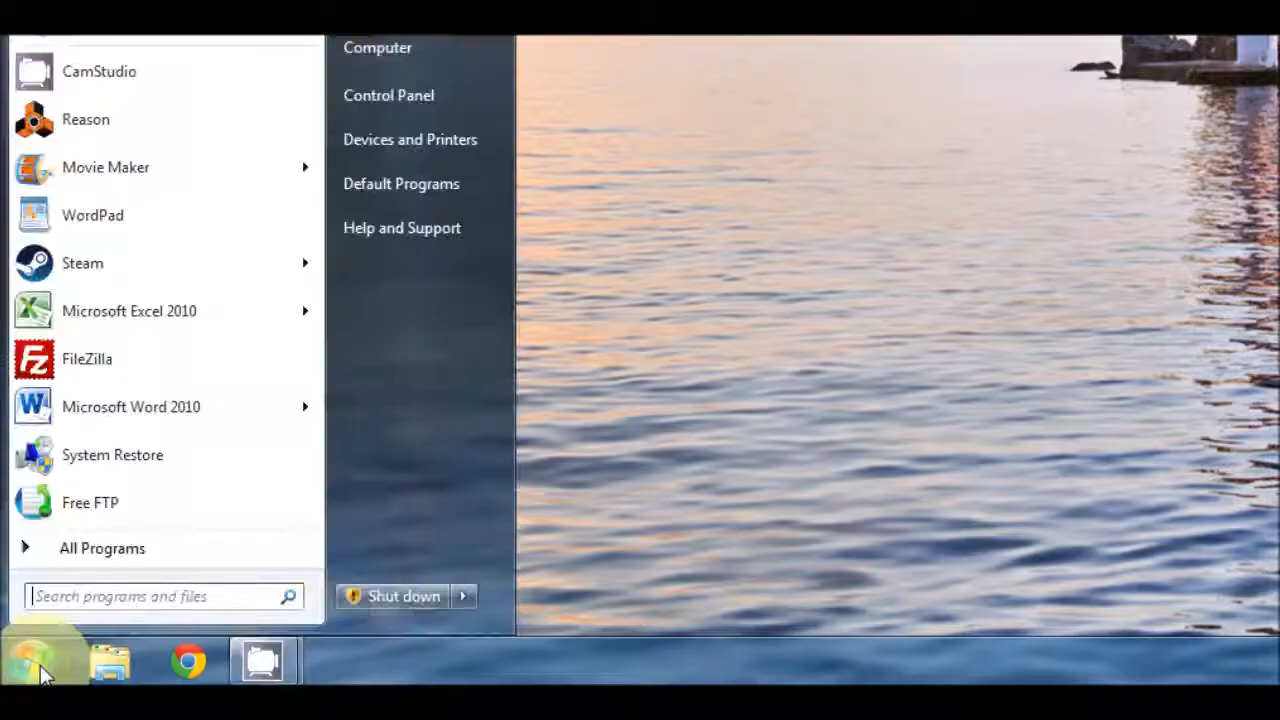 CamStudio
Reason
Movie Maker
WordPad
Steam
Microsoft Excel 2010
FileZilla
Microsoft Word 2010
System Restore
Free FTP
All Programs
Search programs and files
Computer
Control Panel
Devices and Printers
Default Programs
Help and Support
Shut down